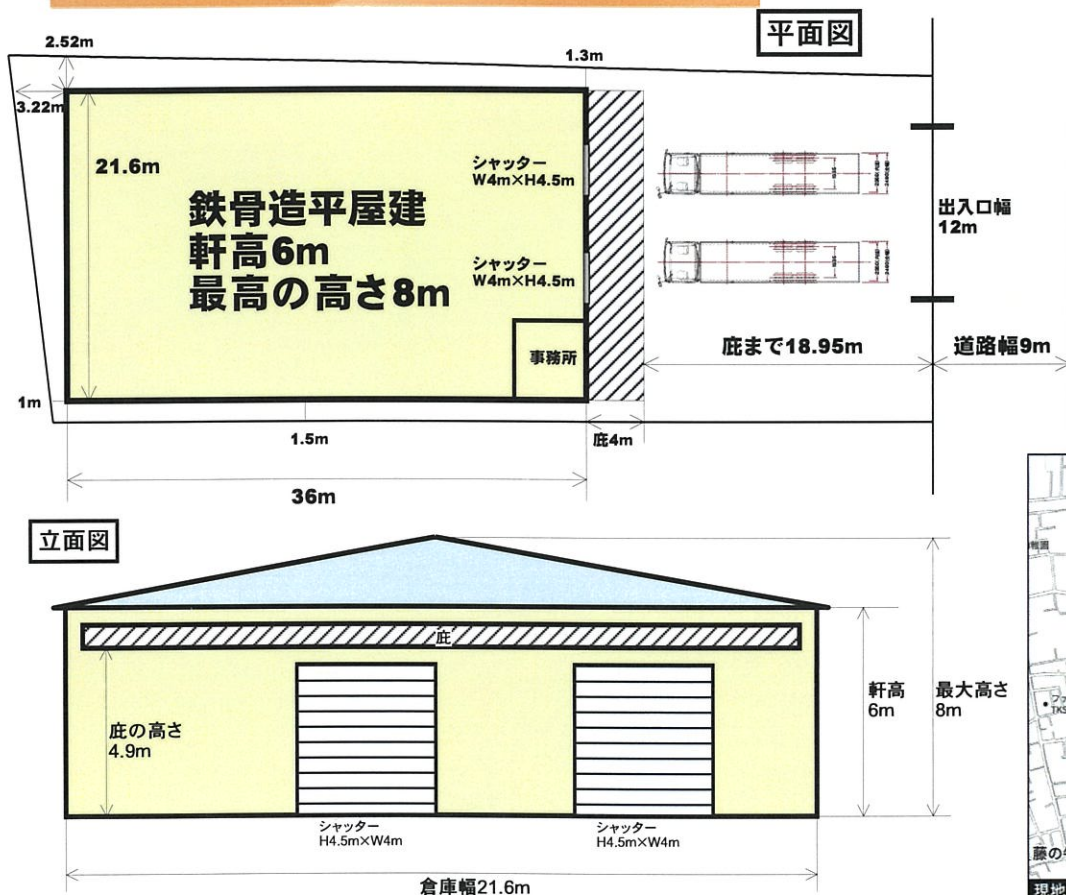 平面図
2.52m
1.3m
3.22m
21.6m
シャッター
W4m×H4.5m
鉄骨造平屋建
軒高6m
最高の高さ8m
シャッター
W4m×H4.5m
出入口幅
12m
事務所
庇まで18.95m
道路幅9m
1m
1.5m
庇4m
36m
立面図
庇
庇の高さ
4.9m
軒高
6m
最大高さ
8m
シャッター
H4.5m×W4m
シャッター
H4.5m×W4m
倉庫幅21.6m
藤の
現地